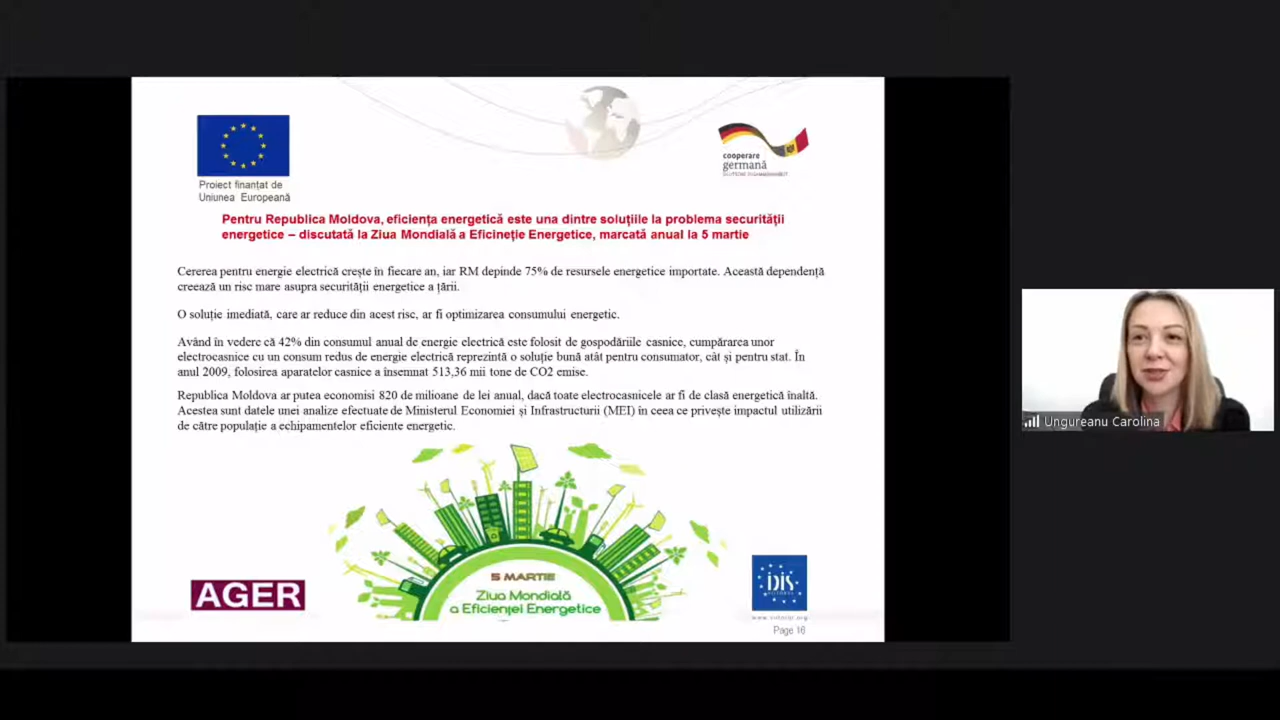 Proiect finanțat de
Uniunea Europeană
cooperare
germană
Pentru Republica Moldova, eficiența energetică este una dintre soluțiile la problema securității
energetice – discutată la Ziua Mondială a Eficineție Energetice, marcată anual la 5 martie
Cererea pentru energie electrică crește în fiecare an, iar RM depinde 75% de resursele energetice importate. Această dependență
creează un risc mare asupra securității energetice a țării.
O soluție imediată, care ar reduce din acest risc, ar fi optimizarea consumului energetic.
Având în vedere că 42% din consumul anual de energie electrică este folosit de gospodăriile casnice, cumpărarea unor
electrocasnice cu un consum redus de energie electrică reprezintă o soluție bună atât pentru consumator, cât și pentru stat. În
anul 2009, folosirea aparatelor casnice a însemnat 513,36 mii tone de CO2 emise.
Republica Moldova ar putea economisi 820 de milioane de lei anual, dacă toate electrocasnicele ar fi de clasă energetică înaltă.
Acestea sunt datele unei analize efectuate de Ministerul Economiei și Infrastructurii (MEI) în ceea ce privește impactul utilizării
de către populație a echipamentelor eficiente energetic.
5 MARTIE
Ziua Mondială
a Eficienței Energetice
AGER
IDIS
Page 16
Ungureanu Carolina